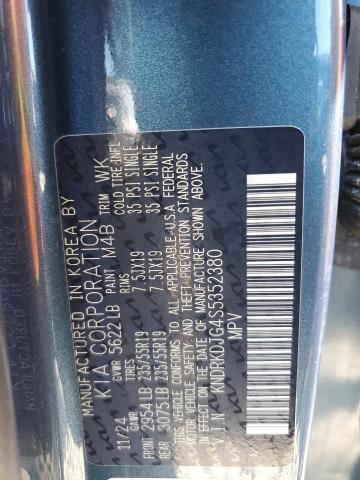 MANUFACTURED IN KOREA BY
KIA CORPORATION
11/24 GVWR 5622 LB PAINT M4B TRIM WK
GVWR TIRES RIMS COLD TIRE INFL.
FRONT 2954 LB 235/55R19 7.5JX19 35 PSI SINGLE
REAR 3075 LB 235/55R19 7.5JX19 35 PSI SINGLE
THIS VEHICLE CONFORMS TO ALL APPLICABLE U.S.A FEDERAL
MOTOR VEHICLE SAFETY AND THEFT PREVENTION STANDARDS
IN EFFECT ON THE DATE OF MANUFACTURE SHOWN ABOVE.
V.I.N: KNDRKDJG4S5352380
MPV